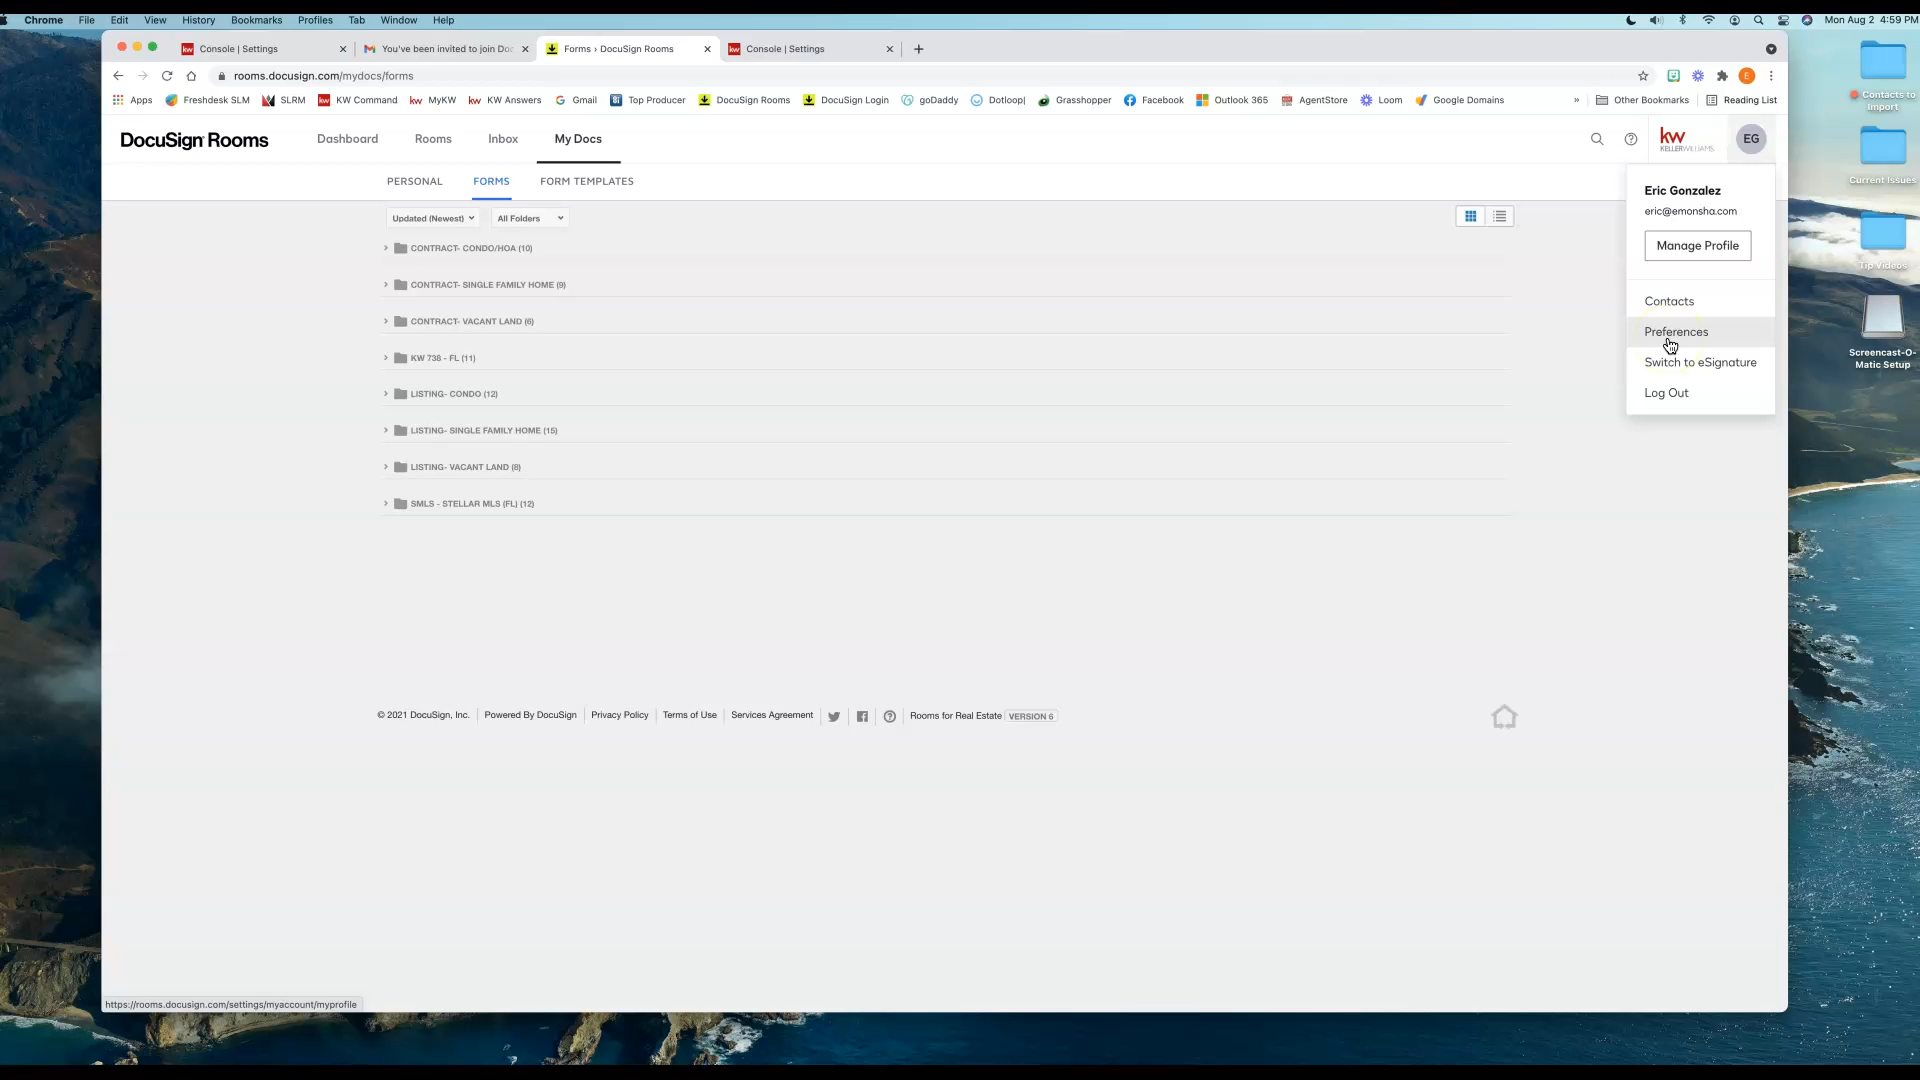 Chrome File Edit View History Bookmarks Profiles Tab Window Help Mon Aug 2 4:59 PM
Console | Settings You've been invited to join Doc Forms › DocuSign Rooms Console | Settings
rooms.docusign.com/mydocs/forms E
Apps Freshdesk SLM SLRM KW Command MyKW KW Answers Gmail Top Producer DocuSign Rooms DocuSign Login goDaddy Dotloop| Grasshopper Facebook Outlook 365 AgentStore Loom Google Domains » Other Bookmarks Reading List
DocuSign Rooms Dashboard Rooms Inbox My Docs kw KELLERWILLIAMS. EG
PERSONAL FORMS FORM TEMPLATES
Updated (Newest) All Folders
CONTRACT- CONDO/HOA (10)
CONTRACT- SINGLE FAMILY HOME (9)
CONTRACT- VACANT LAND (6)
KW 738 - FL (11)
LISTING- CONDO (12)
LISTING- SINGLE FAMILY HOME (15)
LISTING- VACANT LAND (8)
SMLS - STELLAR MLS (FL) (12)
Eric Gonzalez
eric@emonsha.com
Manage Profile
Contacts
Preferences
Switch to eSignature
Log Out
© 2021 DocuSign, Inc. Powered By DocuSign Privacy Policy Terms of Use Services Agreement Rooms for Real Estate VERSION 6
https://rooms.docusign.com/settings/myaccount/myprofile
Contacts to
Import
Current Issues
Tip Videos
Screencast-O-
Matic Setup